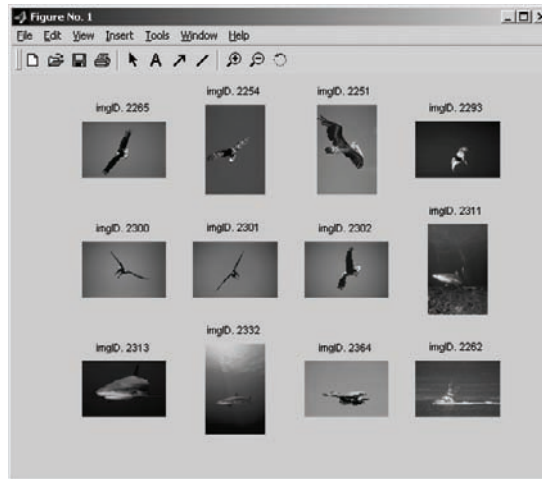 Figure No. 1
File Edit View Insert Tools Window Help
A
imgID. 2265
imgID. 2254
imgID. 2251
imgID. 2293
imgID. 2300
imgID. 2301
imgID. 2302
imgID. 2311
imgID. 2313
imgID. 2332
imgID. 2364
imgID. 2262